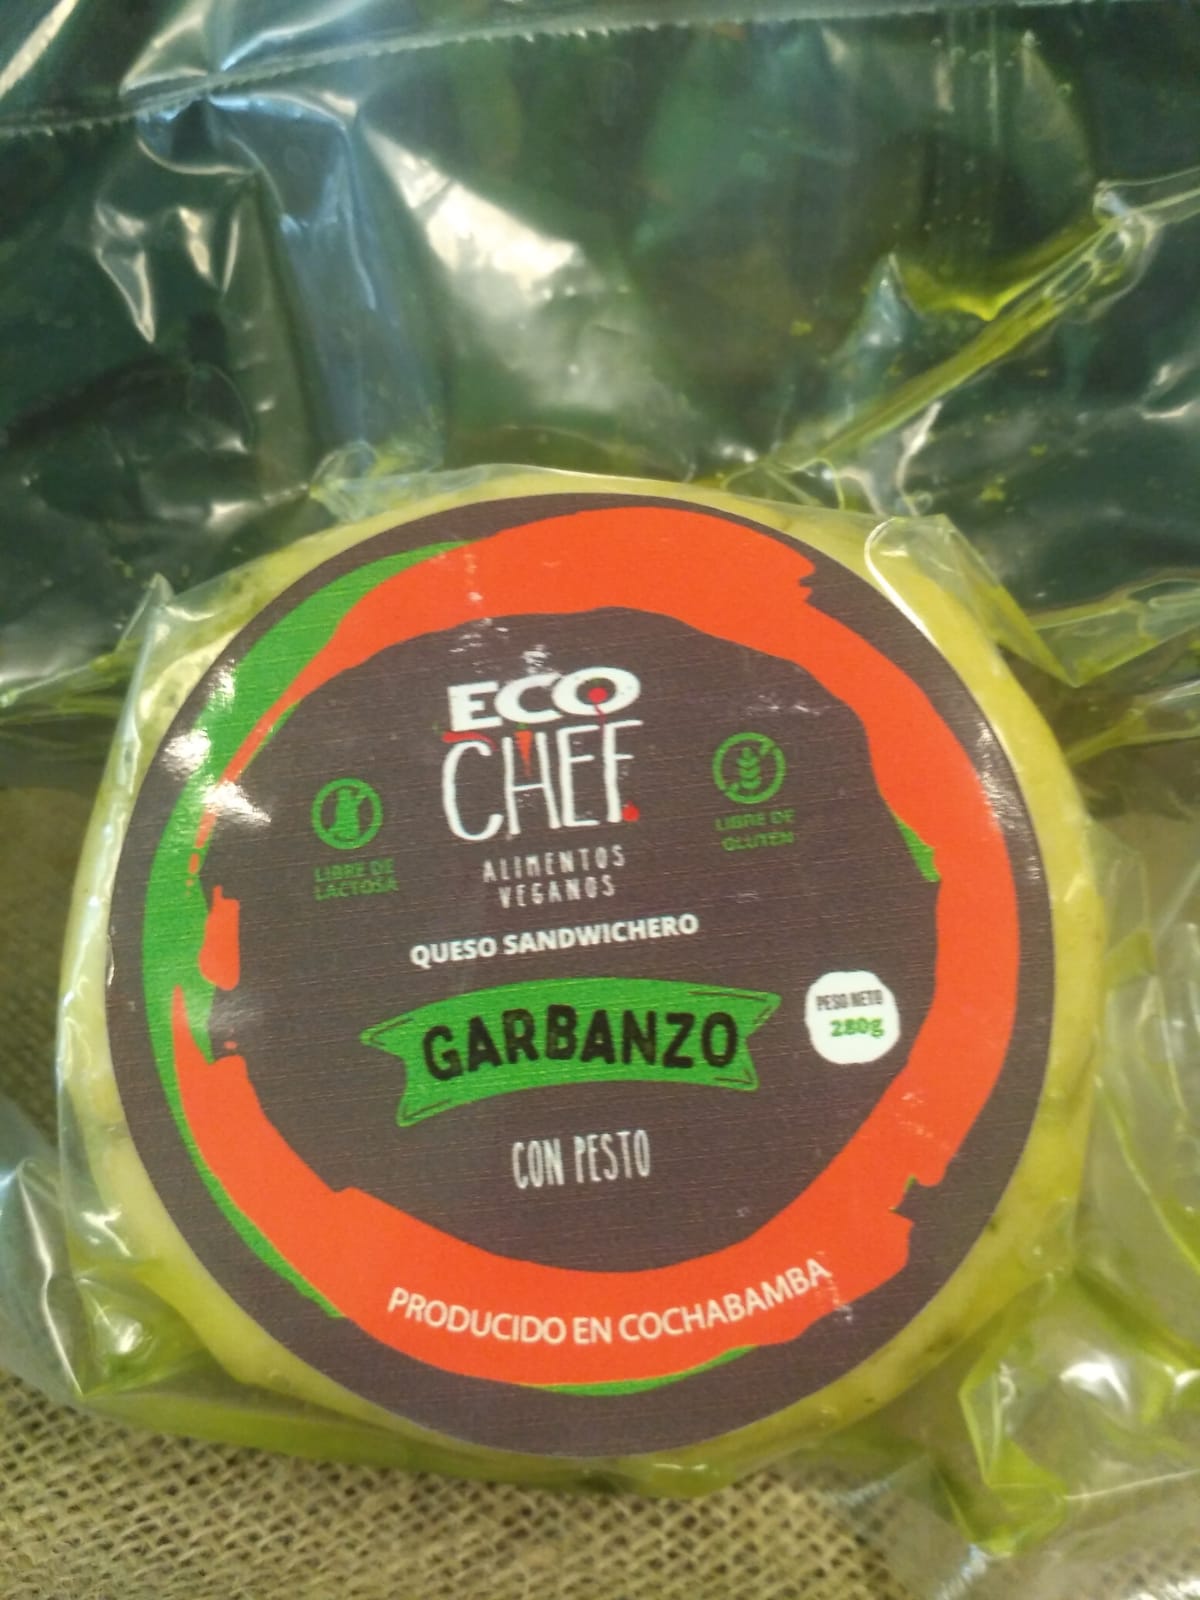 ECO
CHEF
LIBRE DE
LACTOSA
LIBRE DE
GLUTEN
ALIMENTOS
VEGANOS
QUESO SANDWICHERO
GARBANZO
PESO NETO
280g
CON PESTO
PRODUCIDO EN COCHABAMBA